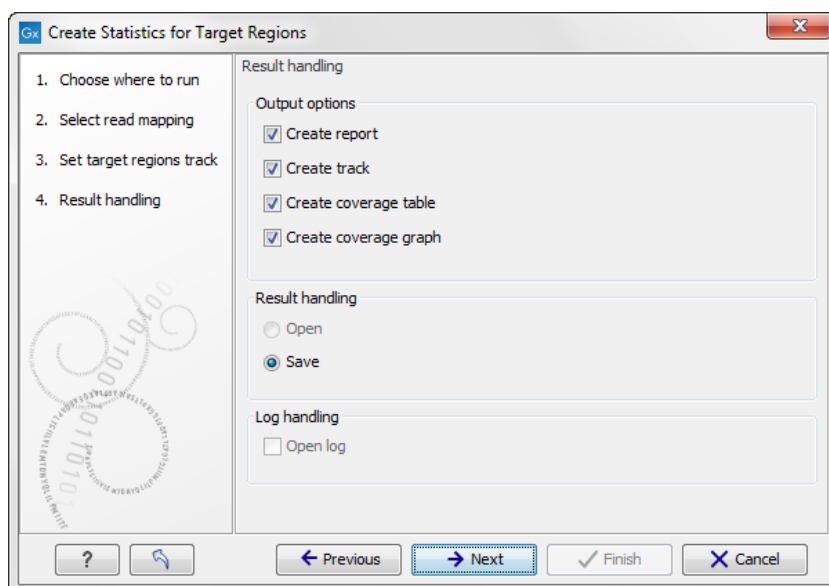 Gx Create Statistics for Target Regions
1. Choose where to run
2. Select read mapping
3. Set target regions track
4. Result handling
Result handling
Output options
Create report
Create track
Create coverage table
Create coverage graph
Result handling
Open
Save
Log handling
Open log
? Previous Next Finish Cancel